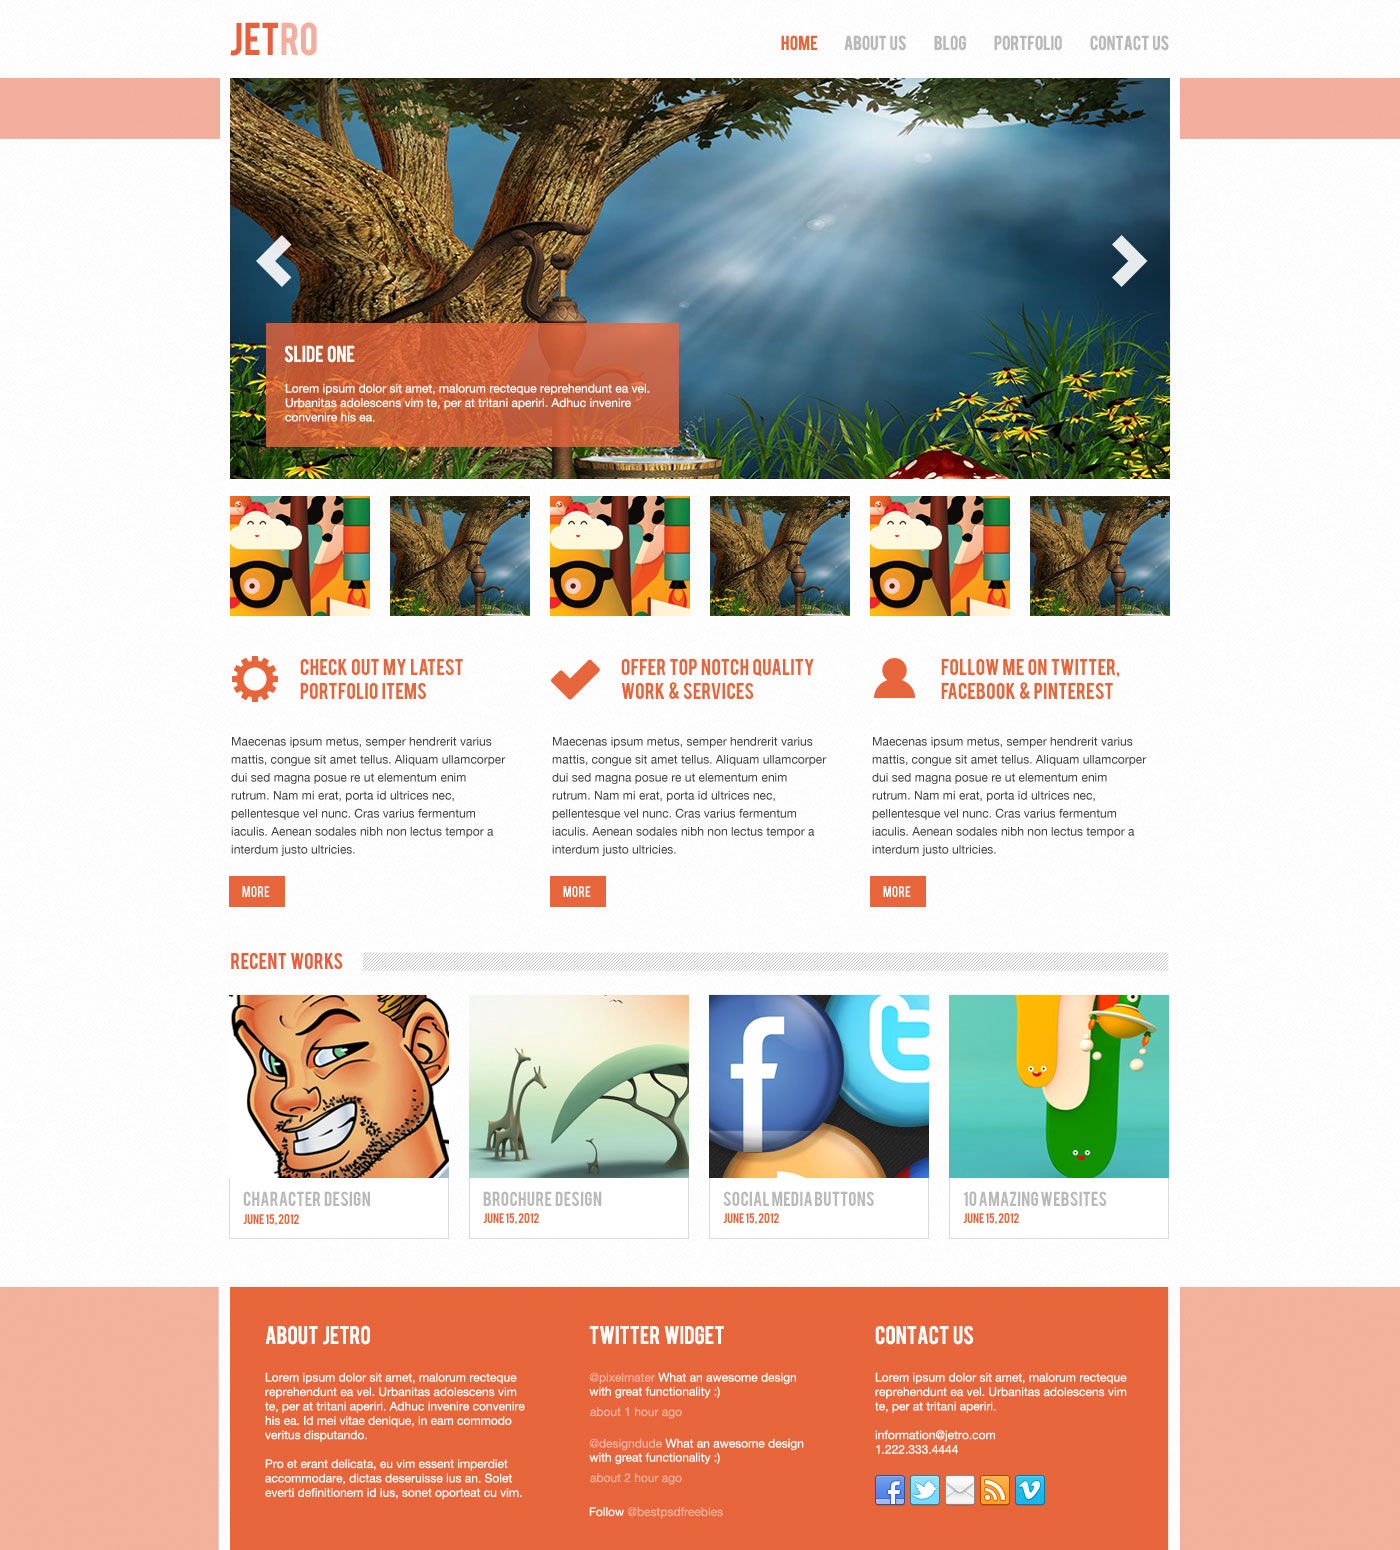 JETRO
HOME ABOUT US BLOG PORTFOLIO CONTACT US
SLIDE ONE
Lorem ipsum dolor sit amet, malorum recteque reprehendunt ea vel.
Urbanitas adolescens vim te, per at tritani aperiri. Adhuc invenire
convenire his ea.
CHECK OUT MY LATEST
PORTFOLIO ITEMS
Maecenas ipsum metus, semper hendrerit varius
mattis, congue sit amet tellus. Aliquam ullamcorper
dui sed magna posue re ut elementum enim
rutrum. Nam mi erat, porta id ultrices nec,
pellentesque vel nunc. Cras varius fermentum
iaculis. Aenean sodales nibh non lectus tempor a
interdum justo ultricies.
MORE
OFFER TOP NOTCH QUALITY
WORK & SERVICES
Maecenas ipsum metus, semper hendrerit varius
mattis, congue sit amet tellus. Aliquam ullamcorper
dui sed magna posue re ut elementum enim
rutrum. Nam mi erat, porta id ultrices nec,
pellentesque vel nunc. Cras varius fermentum
iaculis. Aenean sodales nibh non lectus tempor a
interdum justo ultricies.
MORE
FOLLOW ME ON TWITTER,
FACEBOOK & PINTEREST
Maecenas ipsum metus, semper hendrerit varius
mattis, congue sit amet tellus. Aliquam ullamcorper
dui sed magna posue re ut elementum enim
rutrum. Nam mi erat, porta id ultrices nec,
pellentesque vel nunc. Cras varius fermentum
iaculis. Aenean sodales nibh non lectus tempor a
interdum justo ultricies.
MORE
RECENT WORKS
CHARACTER DESIGN
JUNE 15, 2012
BROCHURE DESIGN
JUNE 15, 2012
SOCIAL MEDIA BUTTONS
JUNE 15, 2012
10 AMAZING WEBSITES
JUNE 15, 2012
ABOUT JETRO
Lorem ipsum dolor sit amet, malorum recteque
reprehendunt ea vel. Urbanitas adolescens vim
te, per at tritani aperiri. Adhuc invenire convenire
his ea. Id mei vitae denique, in eam commodo
veritus disputando.
Pro et erant delicata, eu vim essent imperdiet
accommodare, dictas deseruisse ius an. Solet
everti definitionem id ius, sonet oporteat cu vim.
TWITTER WIDGET
@pixelmater What an awesome design
with great functionality :)
about 1 hour ago
@designdude What an awesome design
with great functionality :)
about 2 hour ago
Follow @bestpsdfreebies
CONTACT US
Lorem ipsum dolor sit amet, malorum recteque
reprehendunt ea vel. Urbanitas adolescens vim
te, per at tritani aperiri.
information@jetro.com
1.222.333.4444